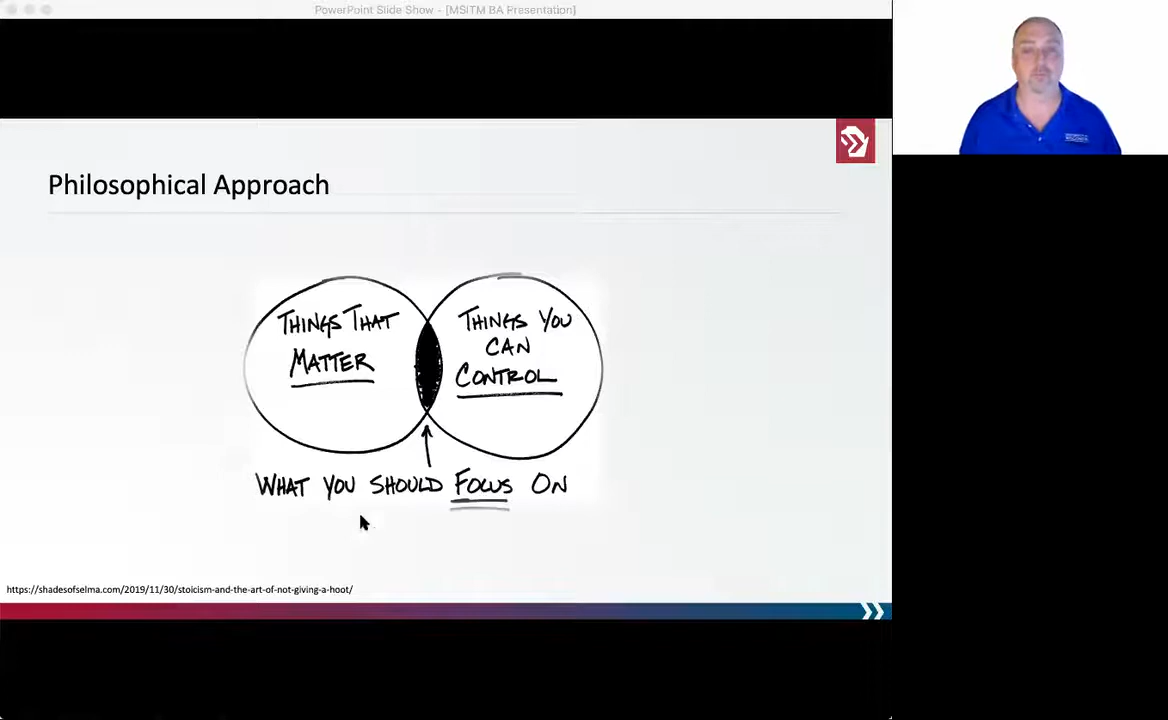 PowerPoint Slide Show - [MSITM BA Presentation]
Philosophical Approach
THINGS THAT
MATTER
THINGS YOU
CAN
CONTROL
WHAT YOU SHOULD FOCUS ON
https://shadesofselma.com/2019/11/30/stoicism-and-the-art-of-not-giving-a-hoot/